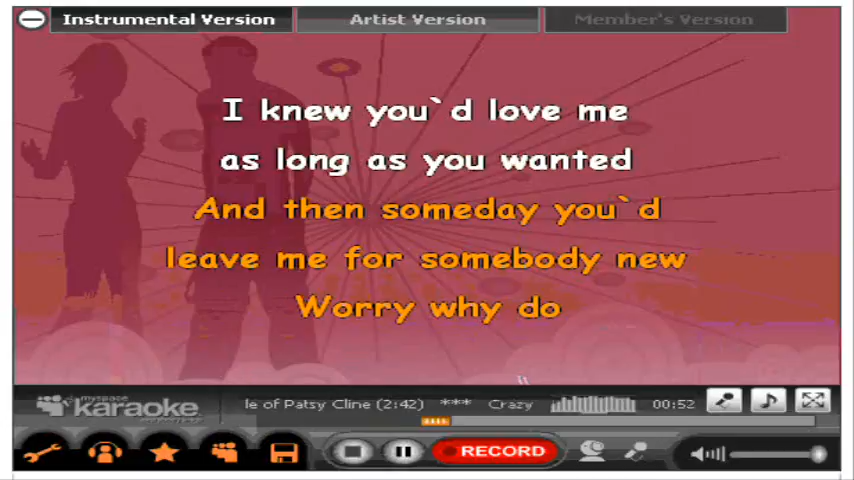 Instrumental Version
Artist Version
Member's Version
I knew you`d love me
as long as you wanted
And then someday you`d
leave me for somebody new
Worry why do
myspace
karaoke
le of Patsy Cline (2:42) *** Crazy
00:52
RECORD